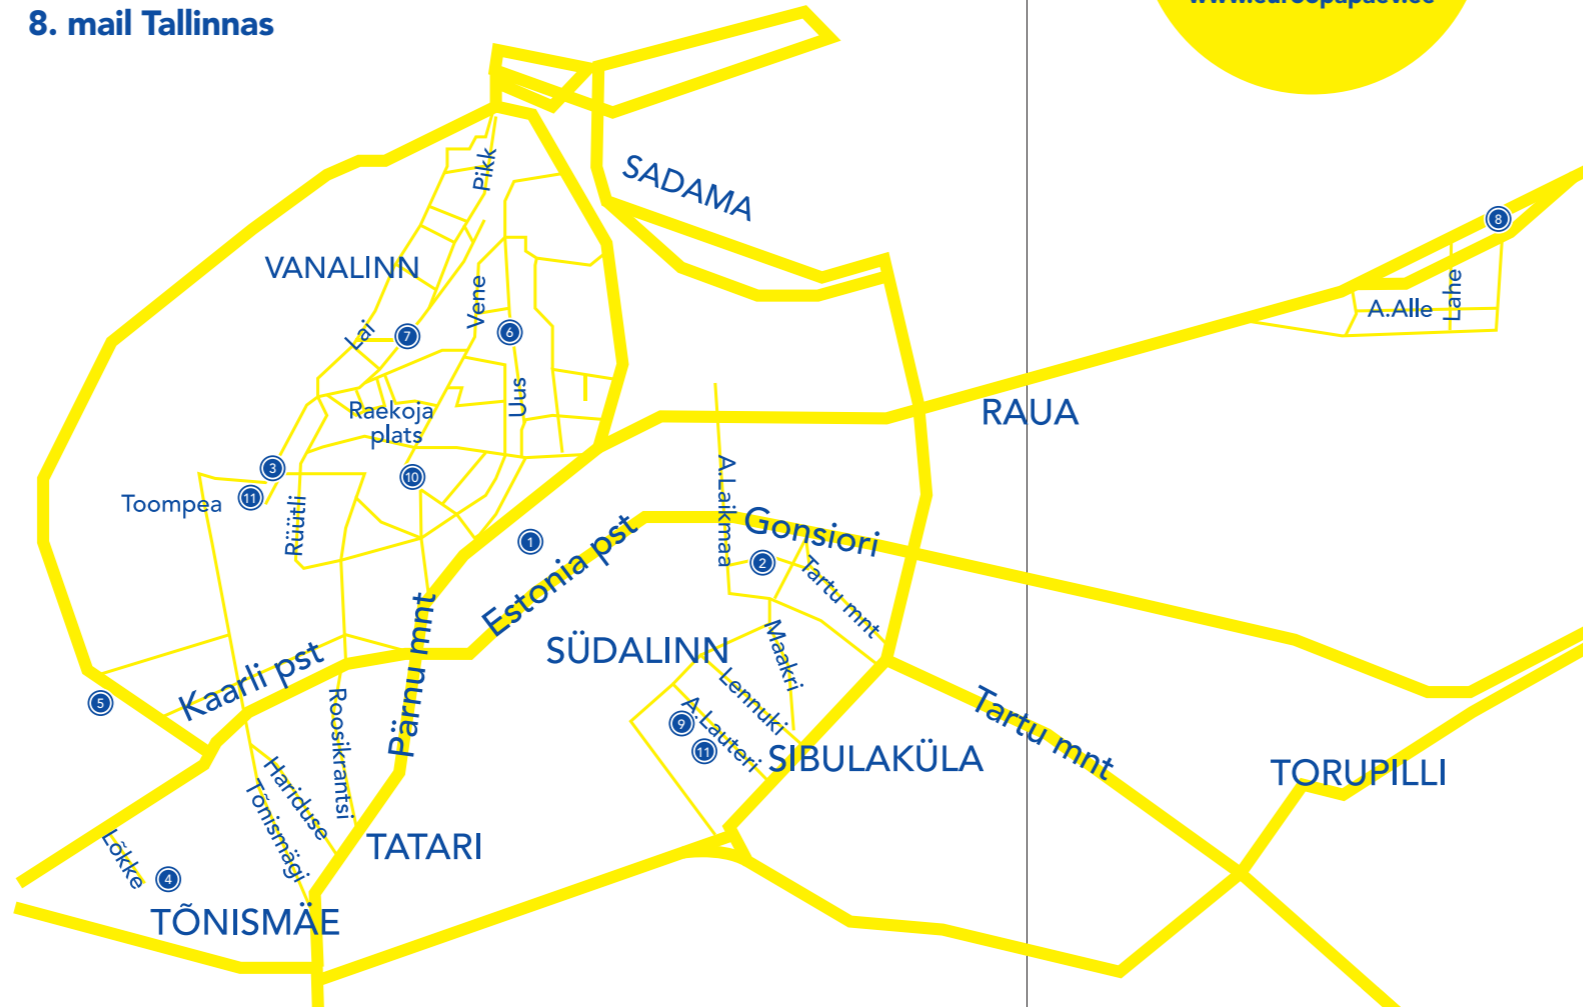 8. mail Tallinnas
Pikk
SADAMA
8
VANALINN
Vene
Lahe
A.Alle
Lai
7
6
Uus
Raekoja
plats
RAUA
3
10
11
Toompea
Rüütli
A.Laikmaa
Gonsiori
1
Estonia pst
2
Tartu mnt
Pärnu mnt
SÜDALINN
Maakri
Kaarli pst
Lennuki
5
Roosikrantsi
9
A.Lauteri
11
Tartu mnt
SIBULAKÜLA
TORUPILLI
Hariduse
Tõnismägi
TATARI
Lõkke
4
TÕNISMÄE